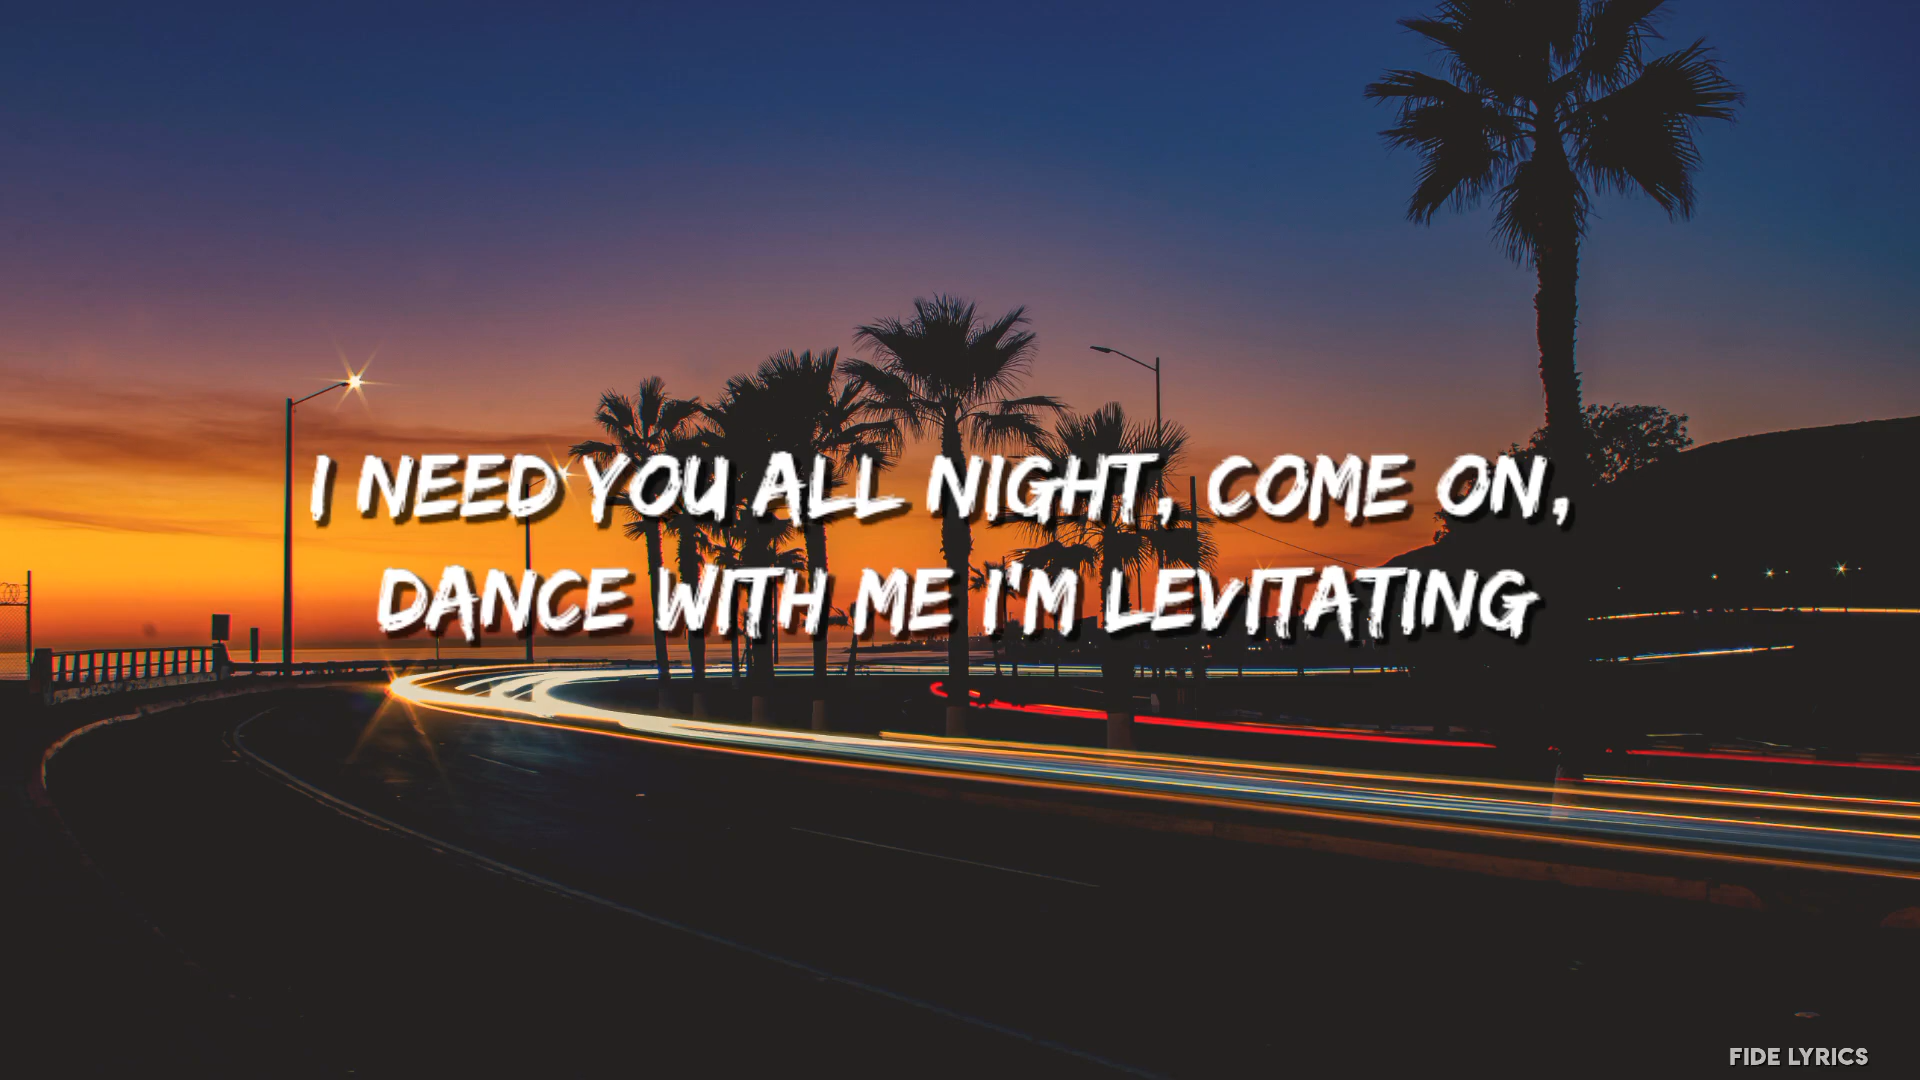 I NEED YOU ALL NIGHT, COME ON,
DANCE WITH ME I'M LEVITATING
FIDE LYRICS